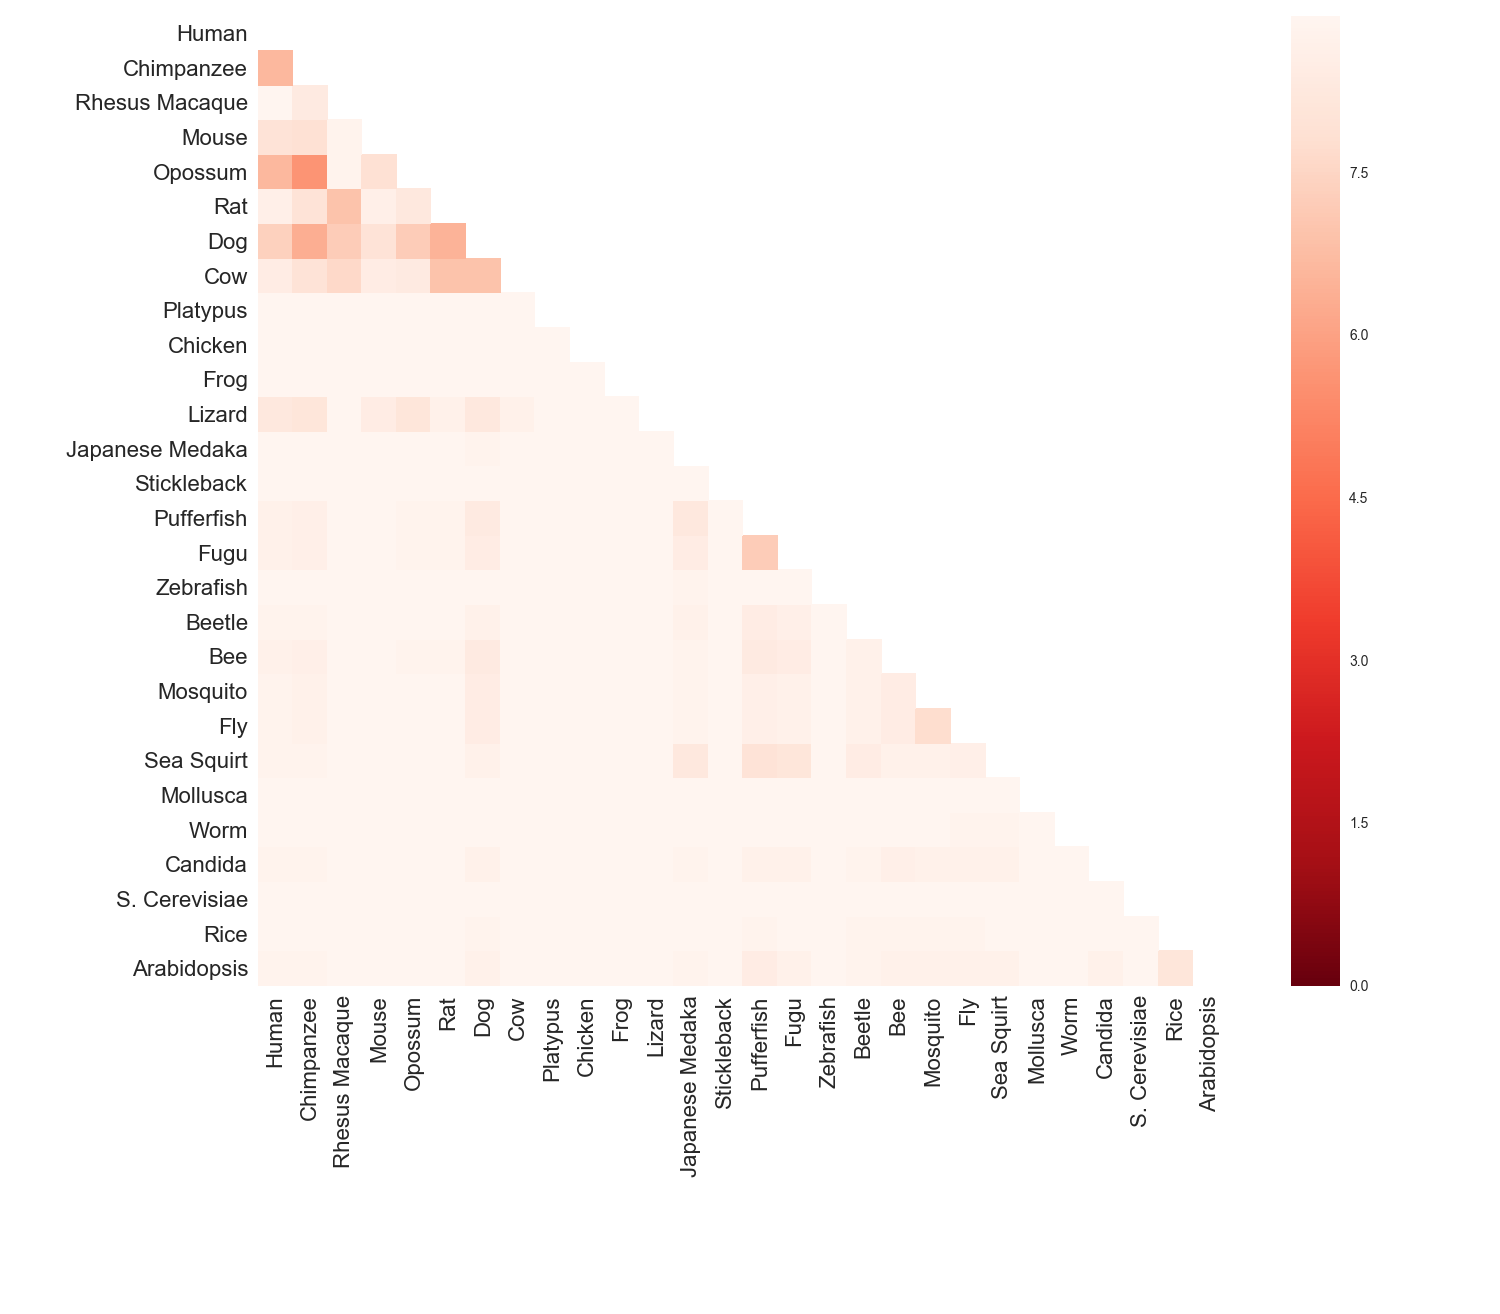 Human
Chimpanzee
Rhesus Macaque
Mouse
Opossum
Rat
Dog
Cow
Platypus
Chicken
Frog
Lizard
Japanese Medaka
Stickleback
Pufferfish
Fugu
Zebrafish
Beetle
Bee
Mosquito
Fly
Sea Squirt
Mollusca
Worm
Candida
S. Cerevisiae
Rice
Arabidopsis
Human
Chimpanzee
Rhesus Macaque
Mouse
Opossum
Rat
Dog
Cow
Platypus
Chicken
Frog
Lizard
Japanese Medaka
Stickleback
Pufferfish
Fugu
Zebrafish
Beetle
Bee
Mosquito
Fly
Sea Squirt
Mollusca
Worm
Candida
S. Cerevisiae
Rice
Arabidopsis
7.5
6.0
4.5
3.0
1.5
0.0